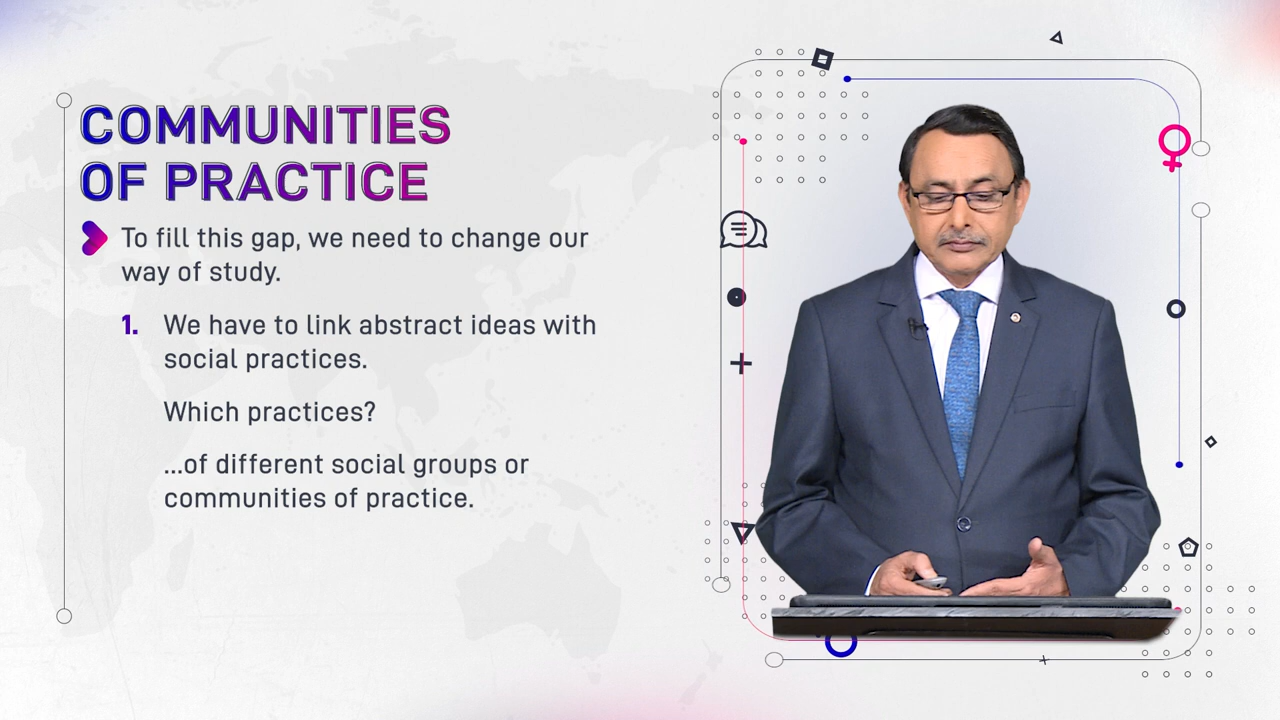 COMMUNITIES
OF PRACTICE
To fill this gap, we need to change our
way of study.
1. We have to link abstract ideas with
social practices.
Which practices?
...of different social groups or
communities of practice.